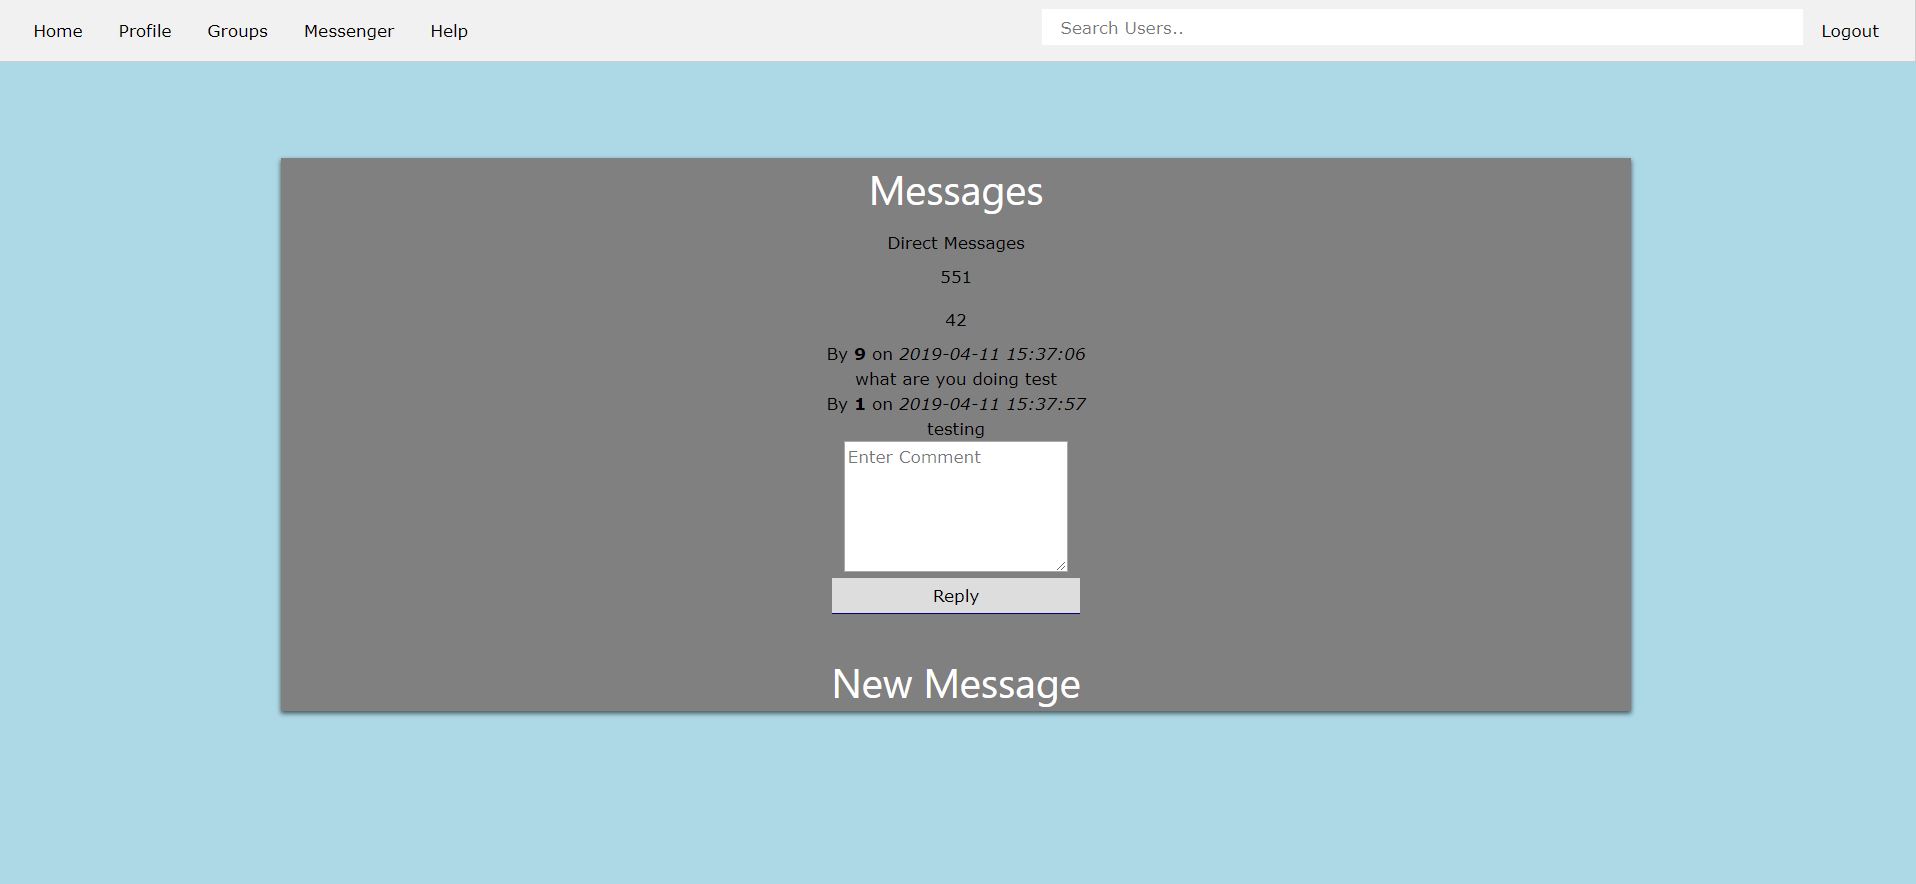 Home Profile Groups Messenger Help Search Users.. Logout
Messages
Direct Messages
551
42
By 9 on 2019-04-11 15:37:06
what are you doing test
By 1 on 2019-04-11 15:37:57
testing
Enter Comment
Reply
New Message